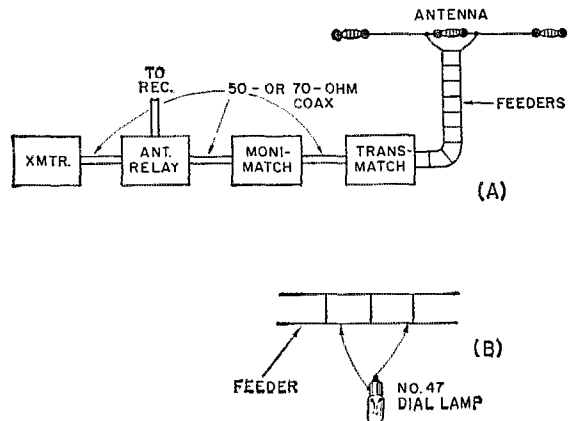 ANTENNA
TO
REC.
50- OR 70-OHM
COAX
FEEDERS
XMTR.
ANT.
RELAY
MONI-
MATCH
TRANS-
MATCH
(A)
(B)
FEEDER
NO. 47
DIAL LAMP